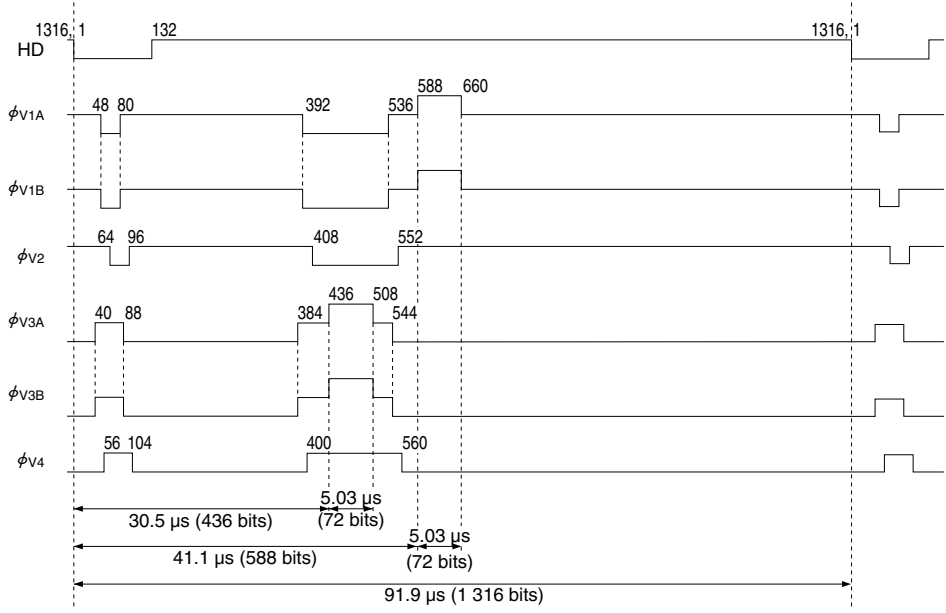 1316, 1 132 1316, 1
HD
48 80 392 536 588 660
ϕV1A
ϕV1B
64 96 408 552
ϕV2
436 508
40 88 384 544
ϕV3A
ϕV3B
56 104 400 560
ϕV4
5.03 μs
30.5 μs (436 bits) (72 bits)
5.03 μs
41.1 μs (588 bits) (72 bits)
91.9 μs (1 316 bits)